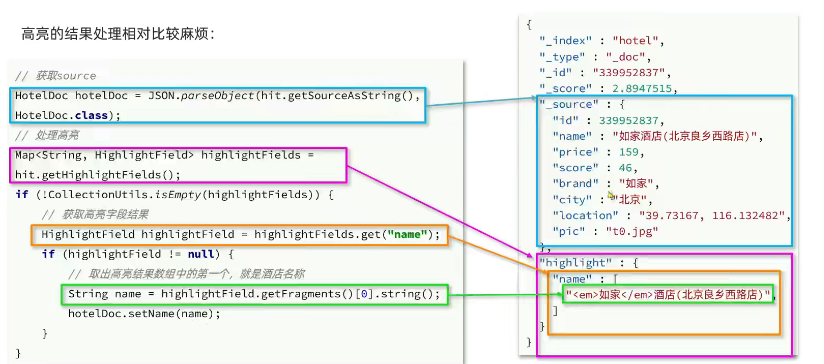 高亮的结果处理相对比较麻烦：
// 获取source
HotelDoc hotelDoc = JSON.parseObject(hit.getSourceAsString(),
HotelDoc.class);
// 处理高亮
Map<String, HighlightField> highlightFields =
hit.getHighlightFields();
if (!CollectionUtils.isEmpty(highlightFields)) {
// 获取高亮字段结果
HighlightField highlightField = highlightFields.get("name");
if (highlightField != null) {
// 取出高亮结果数组中的第一个，就是酒店名称
String name = highlightField.getFragments()[0].string();
hotelDoc.setName(name);
}
}
{
"_index" : "hotel",
"_type" : "_doc",
"_id" : "339952837",
"_score" : 2.8947515,
"_source" : {
"id" : 339952837,
"name" : "如家酒店(北京良乡西路店)",
"price" : 159,
"score" : 46,
"brand" : "如家",
"city" : "北京",
"location" : "39.73167, 116.132482",
"pic" : "t0.jpg"
},
"highlight" : {
"name" : [
"<em>如家</em>酒店(北京良乡西路店)",
]
}
}